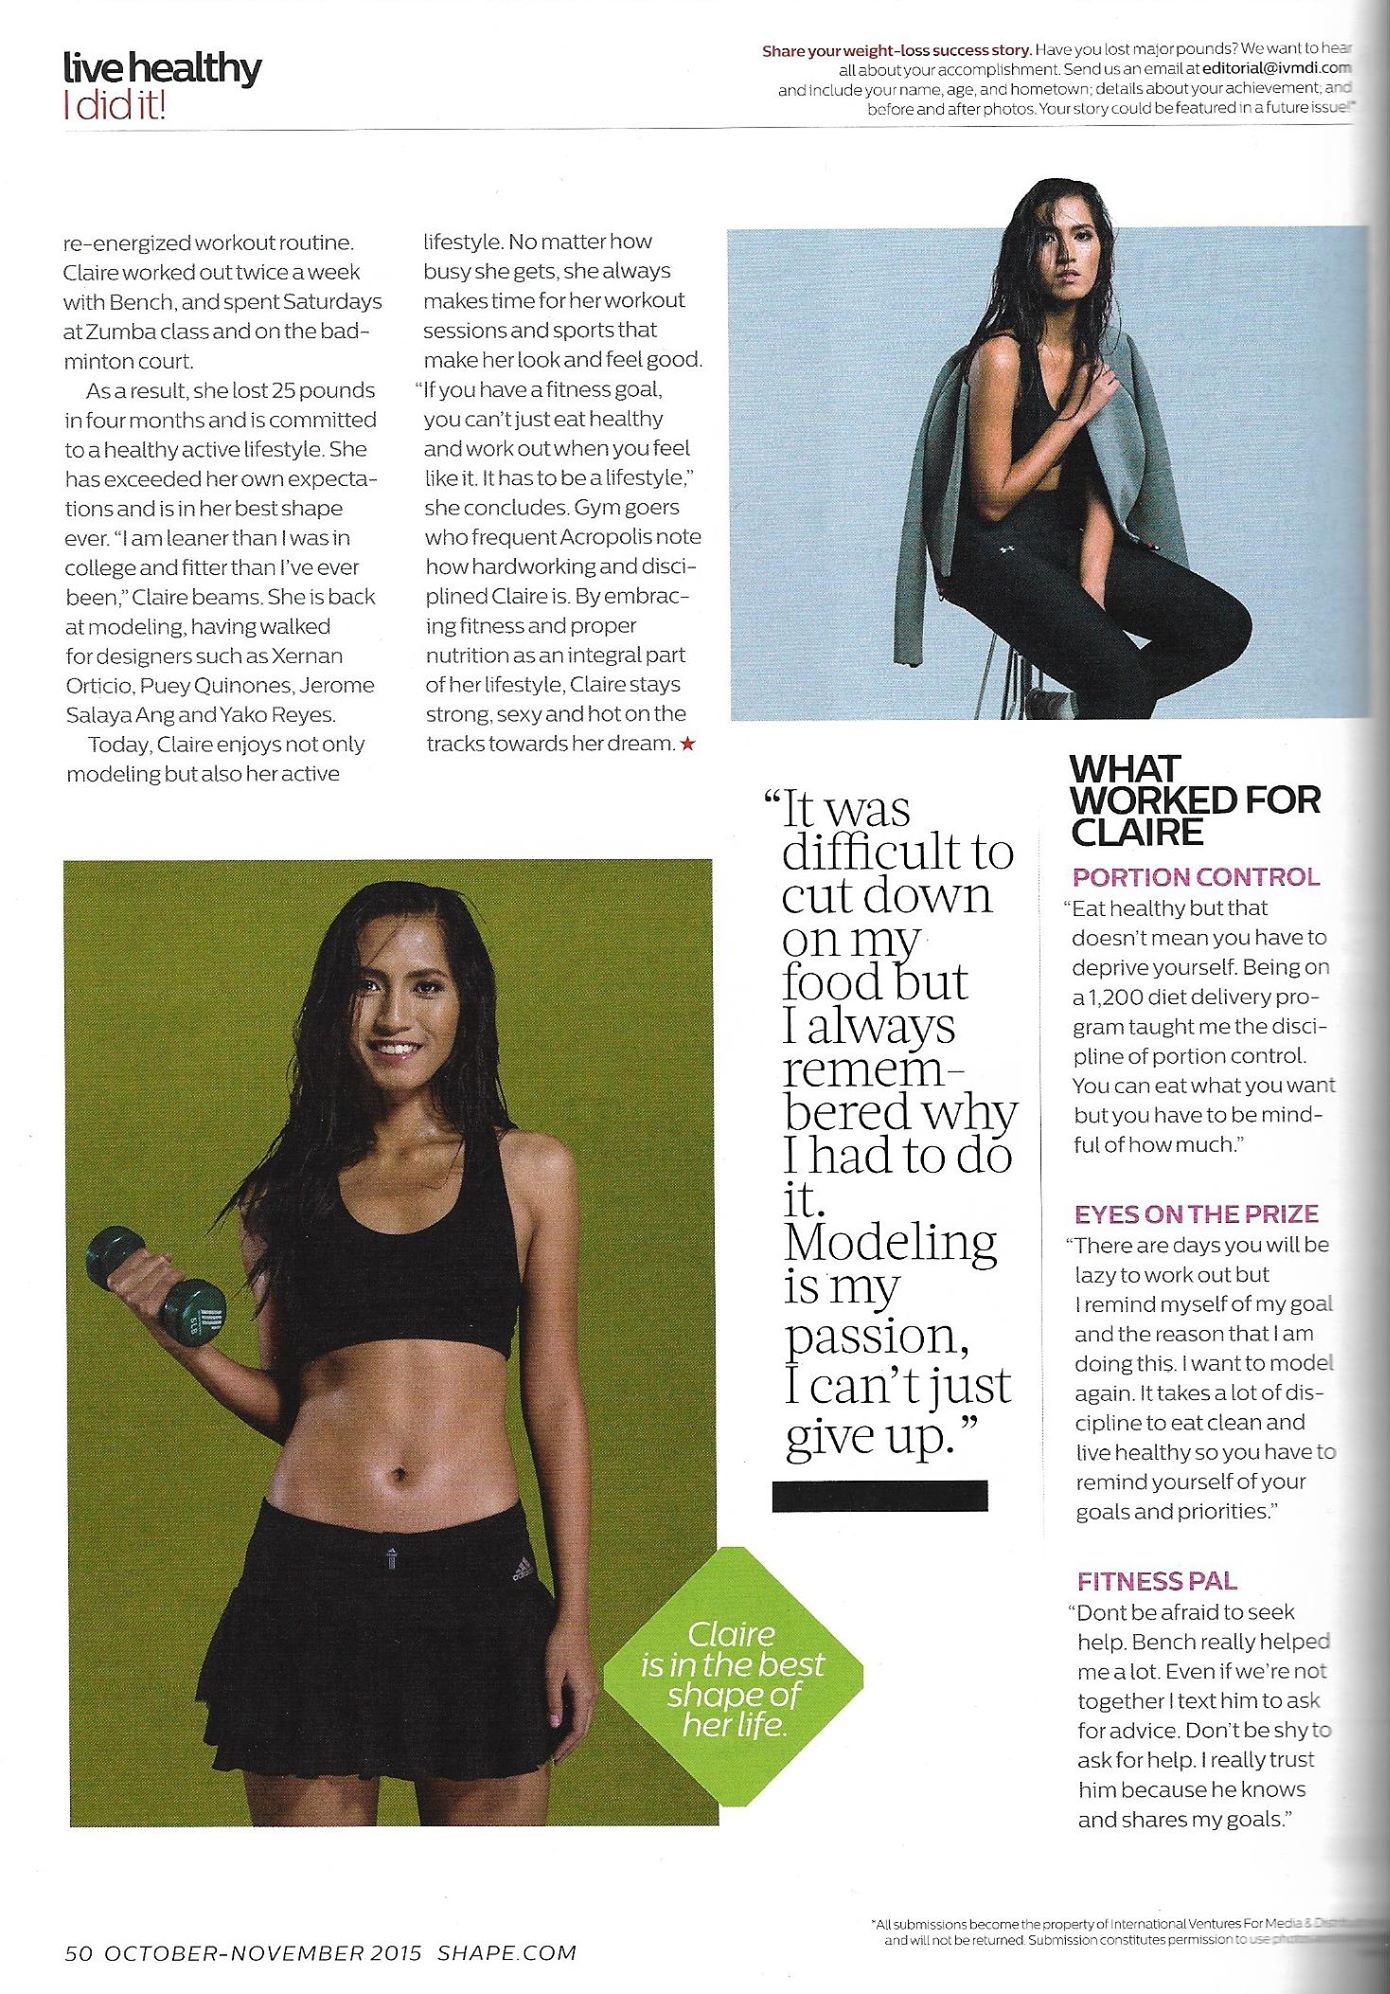 live healthy
I did it!
Share your weight-loss success story. Have you lost major pounds? We want to hear
all about your accomplishment. Send us an email at editorial@ivmdi.com
and include your name, age, and hometown; details about your achievement; and
before and after photos. Your story could be featured in a future issue!*
re-energized workout routine.
Claire worked out twice a week
with Bench, and spent Saturdays
at Zumba class and on the bad-
minton court.
As a result, she lost 25 pounds
in four months and is committed
to a healthy active lifestyle. She
has exceeded her own expecta-
tions and is in her best shape
ever. “I am leaner than I was in
college and fitter than I’ve ever
been,” Claire beams. She is back
at modeling, having walked
for designers such as Xernan
Orticio, Puey Quinones, Jerome
Salaya Ang and Yako Reyes.
Today, Claire enjoys not only
modeling but also her active
lifestyle. No matter how
busy she gets, she always
makes time for her workout
sessions and sports that
make her look and feel good.
“If you have a fitness goal,
you can’t just eat healthy
and work out when you feel
like it. It has to be a lifestyle,”
she concludes. Gym goers
who frequent Acropolis note
how hardworking and disci-
plined Claire is. By embrac-
ing fitness and proper
nutrition as an integral part
of her lifestyle, Claire stays
strong, sexy and hot on the
tracks towards her dream. ★
“It was
difficult to
cut down
on my
food but
I always
remem-
bered why
I had to do
it.
Modeling
is my
passion,
I can’t just
give up.”
WHAT
WORKED FOR
CLAIRE
PORTION CONTROL
“Eat healthy but that
doesn’t mean you have to
deprive yourself. Being on
a 1,200 diet delivery pro-
gram taught me the disci-
pline of portion control.
You can eat what you want
but you have to be mind-
ful of how much.”
EYES ON THE PRIZE
“There are days you will be
lazy to work out but
I remind myself of my goal
and the reason that I am
doing this. I want to model
again. It takes a lot of dis-
cipline to eat clean and
live healthy so you have to
remind yourself of your
goals and priorities.”
FITNESS PAL
“Dont be afraid to seek
help. Bench really helped
me a lot. Even if we’re not
together I text him to ask
for advice. Don’t be shy to
ask for help. I really trust
him because he knows
and shares my goals.”
5LB
adidas
Claire
is in the best
shape of
her life.
*All submissions become the property of International Ventures For Media &
and will not be returned. Submission constitutes permission to use
50 OCTOBER-NOVEMBER 2015 SHAPE.COM